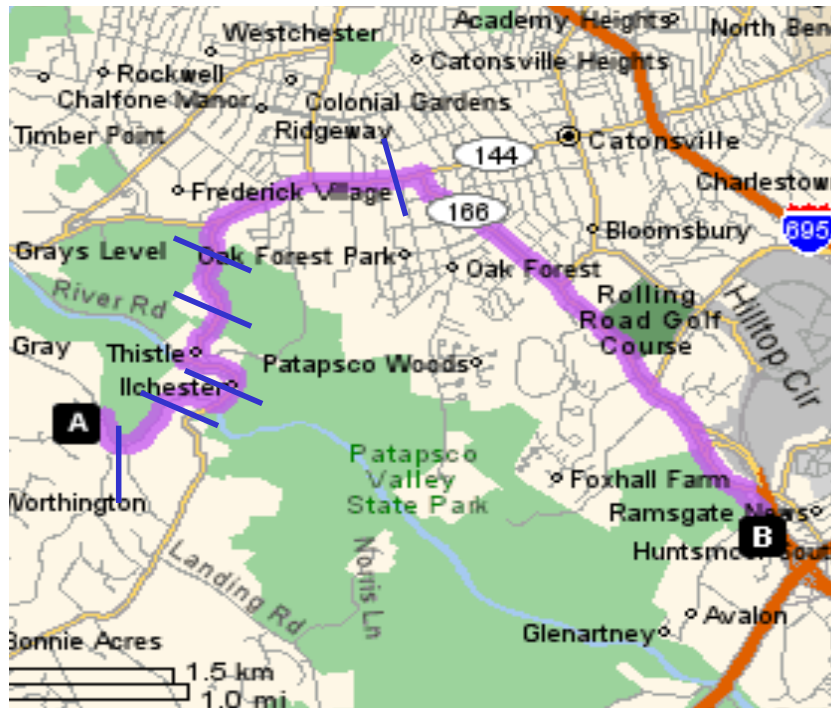 Academy Heights
North Ben
Westchester
Catonsville Heights
Rockwell
Chalfone Manor
Colonial Gardens
Timber Point
Ridgeway
144
Catonsville
Charlestow
Frederick Village
166
Bloomsbury
695
Grays Level
Oak Forest Park
Oak Forest
River Rd
Rolling
Road Golf
Course
Hilltop Cir
Gray
Thistle
Patapsco Woods
Ilchester
A
Patapsco
Valley
State Park
Foxhall Farm
Worthington
Ramsgate News
B
Huntsmoor South
Landing Rd
Norris Ln
Avalon
Glenartney
Bonnie Acres
1.5 km
1.0 mi